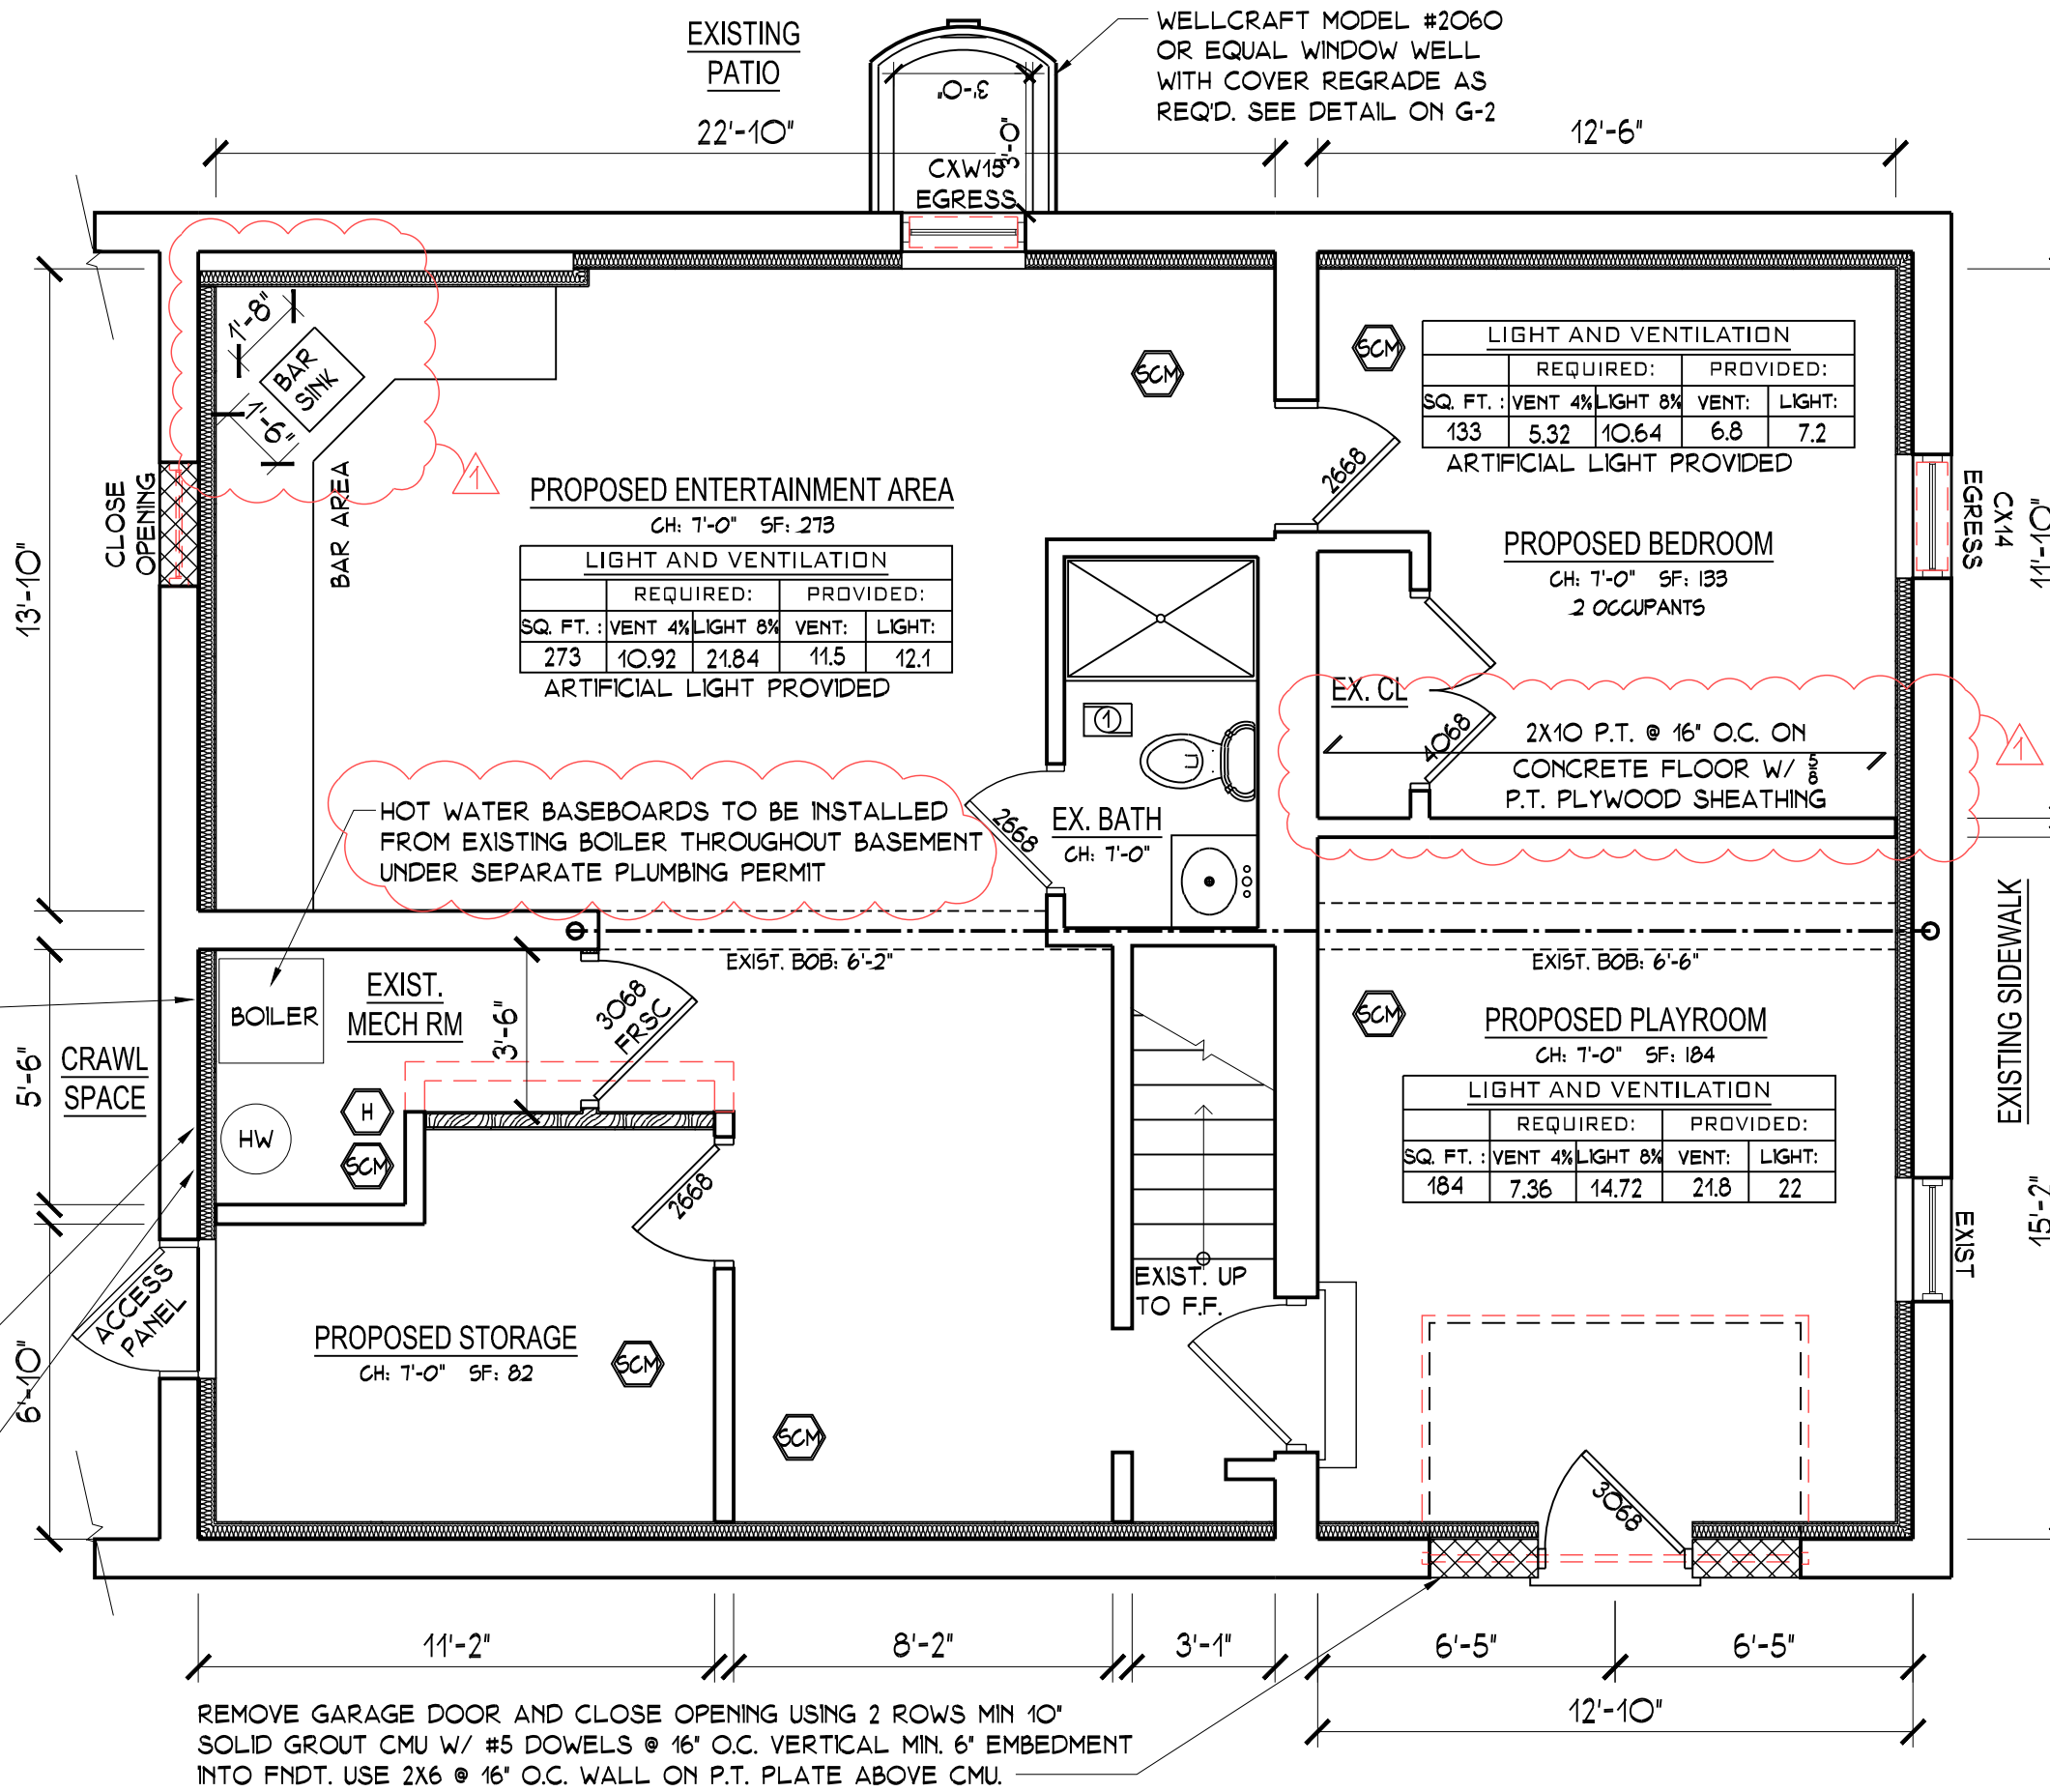 EXISTING
PATIO
22'-10"
3'-0"
3'-0"
CXW15
EGRESS
WELLCRAFT MODEL #2060
OR EQUAL WINDOW WELL
WITH COVER REGRADE AS
REQ'D. SEE DETAIL ON G-2
12'-6"
1'-8"
BAR
SINK
1'-6"
1
CLOSE
OPENING
BAR AREA
13'-10"
PROPOSED ENTERTAINMENT AREA
CH: 7'-0" SF: 273
LIGHT AND VENTILATION
REQUIRED: PROVIDED:
SQ. FT. : VENT 4% LIGHT 8% VENT: LIGHT:
273 10.92 21.84 11.5 12.1
ARTIFICIAL LIGHT PROVIDED
SCM
SCM
LIGHT AND VENTILATION
REQUIRED: PROVIDED:
SQ. FT. : VENT 4% LIGHT 8% VENT: LIGHT:
133 5.32 10.64 6.8 7.2
ARTIFICIAL LIGHT PROVIDED
2668
PROPOSED BEDROOM
CH: 7'-0" SF: 133
2 OCCUPANTS
EGRESS
CX14
11'-10"
EX. CL
4068
2X10 P.T. @ 16" O.C. ON
CONCRETE FLOOR W/ 5/8
P.T. PLYWOOD SHEATHING
1
1
EX. BATH
CH: 7'-0"
2668
HOT WATER BASEBOARDS TO BE INSTALLED
FROM EXISTING BOILER THROUGHOUT BASEMENT
UNDER SEPARATE PLUMBING PERMIT
EXIST. BOB: 6'-2"
EXIST. BOB: 6'-6"
BOILER
EXIST.
MECH RM
3'-6"
3068
FRSC
H
SCM
HW
CRAWL
SPACE
5'-6"
SCM
PROPOSED PLAYROOM
CH: 7'-0" SF: 184
LIGHT AND VENTILATION
REQUIRED: PROVIDED:
SQ. FT. : VENT 4% LIGHT 8% VENT: LIGHT:
184 7.36 14.72 21.8 22
EXISTING SIDEWALK
EXIST
15'-2"
2668
EXIST. UP
TO F.F.
ACCESS
PANEL
6'-10"
PROPOSED STORAGE
CH: 7'-0" SF: 82
SCM
SCM
3068
11'-2"
8'-2"
3'-1"
6'-5"
6'-5"
12'-10"
REMOVE GARAGE DOOR AND CLOSE OPENING USING 2 ROWS MIN 10"
SOLID GROUT CMU W/ #5 DOWELS @ 16" O.C. VERTICAL MIN. 6" EMBEDMENT
INTO FNDT. USE 2X6 @ 16" O.C. WALL ON P.T. PLATE ABOVE CMU.